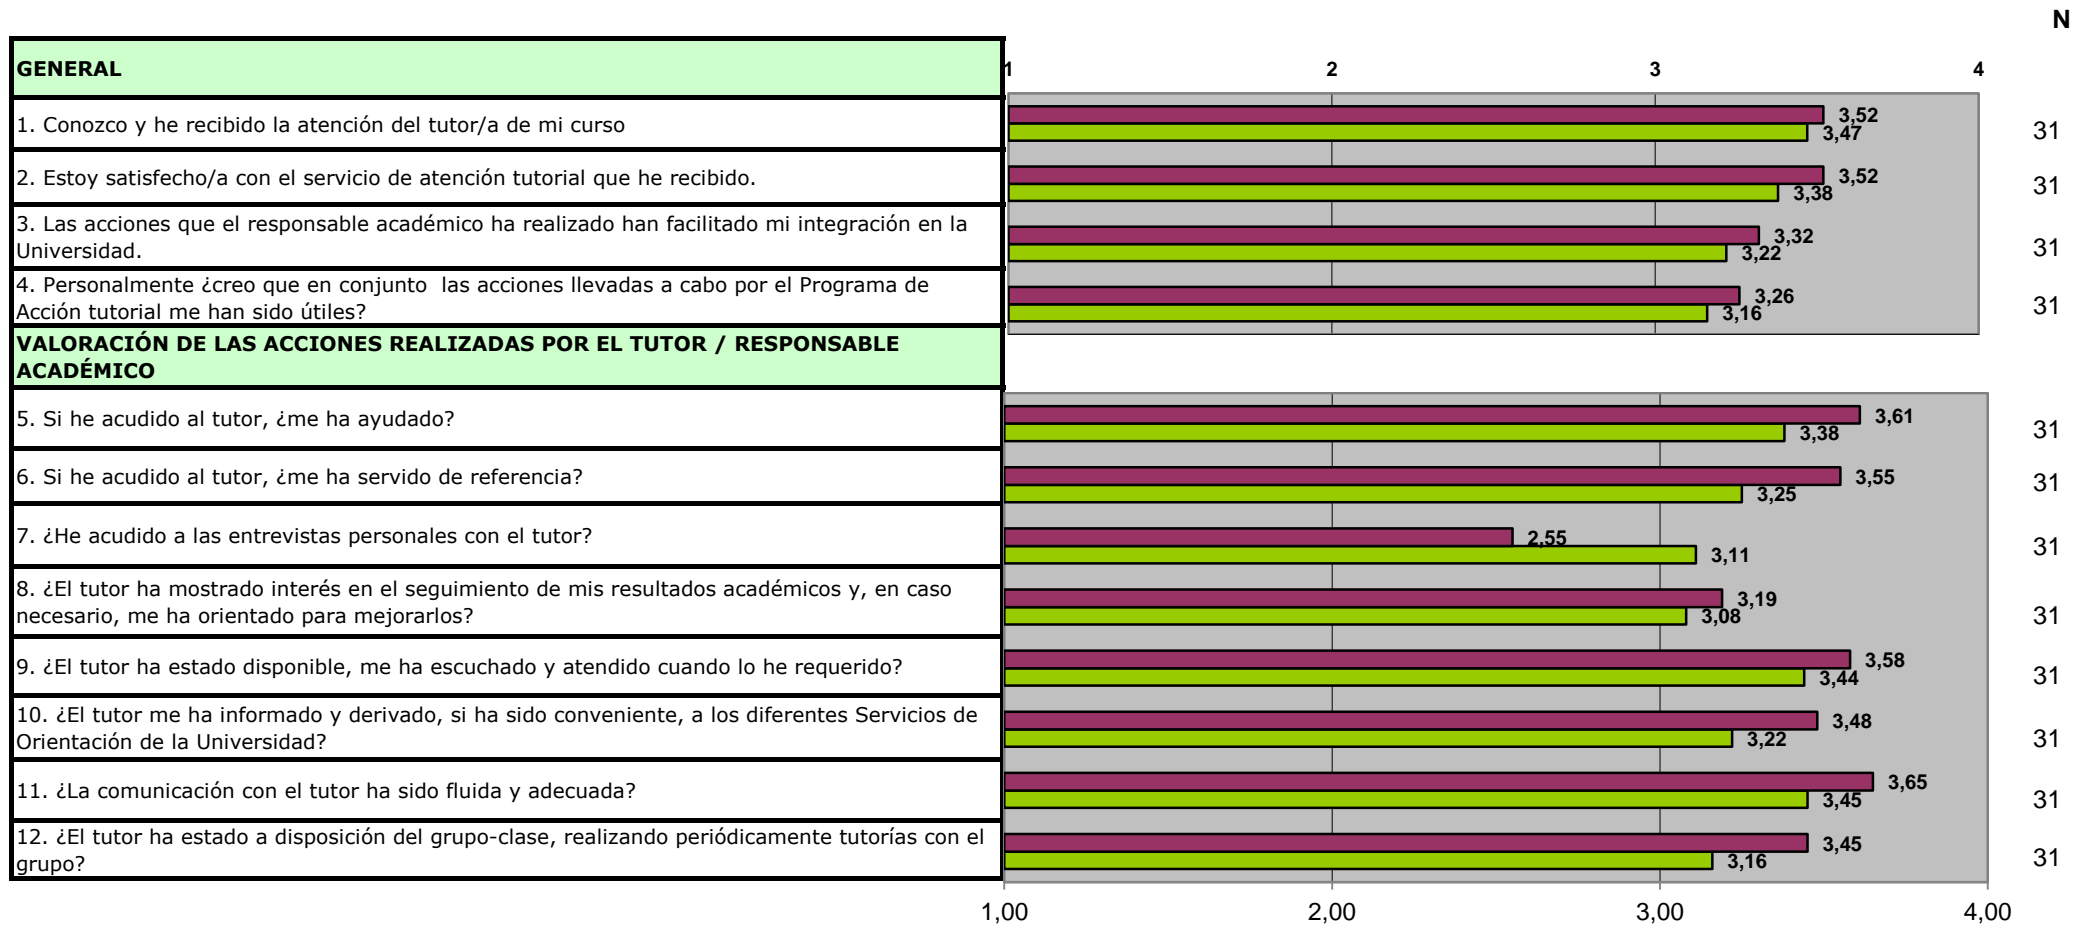 N
GENERAL
1 2 3 4
1. Conozco y he recibido la atención del tutor/a de mi curso
3,52
3,47
31
2. Estoy satisfecho/a con el servicio de atención tutorial que he recibido.
3,52
3,38
31
3. Las acciones que el responsable académico ha realizado han facilitado mi integración en la
Universidad.
3,32
3,22
31
4. Personalmente ¿creo que en conjunto  las acciones llevadas a cabo por el Programa de
Acción tutorial me han sido útiles?
3,26
3,16
31
VALORACIÓN DE LAS ACCIONES REALIZADAS POR EL TUTOR / RESPONSABLE
ACADÉMICO
5. Si he acudido al tutor, ¿me ha ayudado?
3,61
3,38
31
6. Si he acudido al tutor, ¿me ha servido de referencia?
3,55
3,25
31
7. ¿He acudido a las entrevistas personales con el tutor?
2,55
3,11
31
8. ¿El tutor ha mostrado interés en el seguimiento de mis resultados académicos y, en caso
necesario, me ha orientado para mejorarlos?
3,19
3,08
31
9. ¿El tutor ha estado disponible, me ha escuchado y atendido cuando lo he requerido?
3,58
3,44
31
10. ¿El tutor me ha informado y derivado, si ha sido conveniente, a los diferentes Servicios de
Orientación de la Universidad?
3,48
3,22
31
11. ¿La comunicación con el tutor ha sido fluida y adecuada?
3,65
3,45
31
12. ¿El tutor ha estado a disposición del grupo-clase, realizando periódicamente tutorías con el
grupo?
3,45
3,16
31
1,00 2,00 3,00 4,00